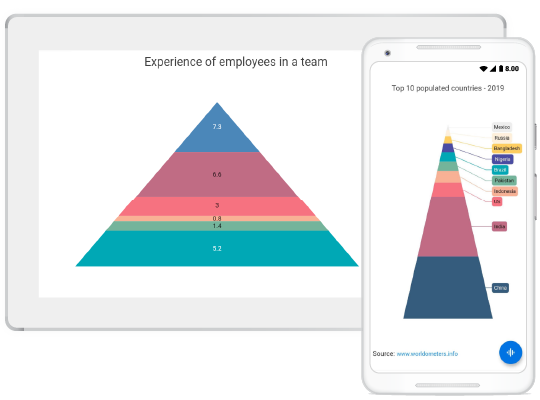 Experience of employees in a team
7.3
6.6
3
0.8
1.4
5.2
8.00
Top 10 populated countries - 2019
Mexico
Russia
Bangladesh
Nigeria
Brazil
Pakistan
Indonesia
US
India
China
Source: www.worldometers.info